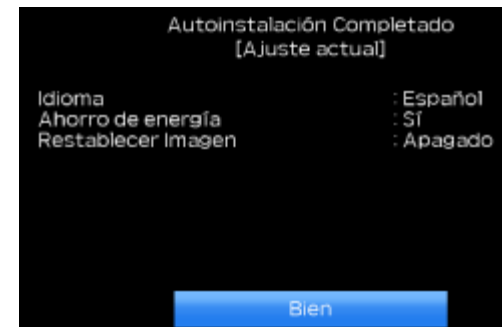 Autoinstalación Completado
[Ajuste actual]
Idioma : Español
Ahorro de energía : Sí
Restablecer Imagen : Apagado
Bien